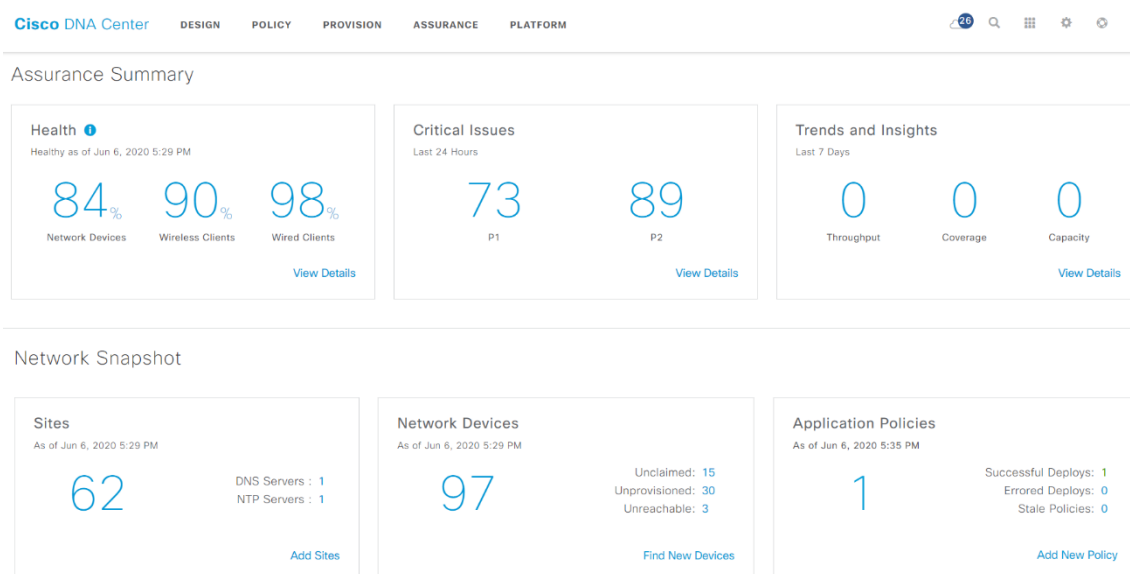 Cisco DNA Center DESIGN POLICY PROVISION ASSURANCE PLATFORM 26
Assurance Summary
Health
Healthy as of Jun 6, 2020 5:29 PM
84% 90% 98%
Network Devices Wireless Clients Wired Clients
View Details
Critical Issues
Last 24 Hours
73 89
P1 P2
View Details
Trends and Insights
Last 7 Days
0 0 0
Throughput Coverage Capacity
View Details
Network Snapshot
Sites
As of Jun 6, 2020 5:29 PM
62
DNS Servers : 1
NTP Servers : 1
Add Sites
Network Devices
As of Jun 6, 2020 5:29 PM
97
Unclaimed: 15
Unprovisioned: 30
Unreachable: 3
Find New Devices
Application Policies
As of Jun 6, 2020 5:35 PM
1
Successful Deploys: 1
Errored Deploys: 0
Stale Policies: 0
Add New Policy